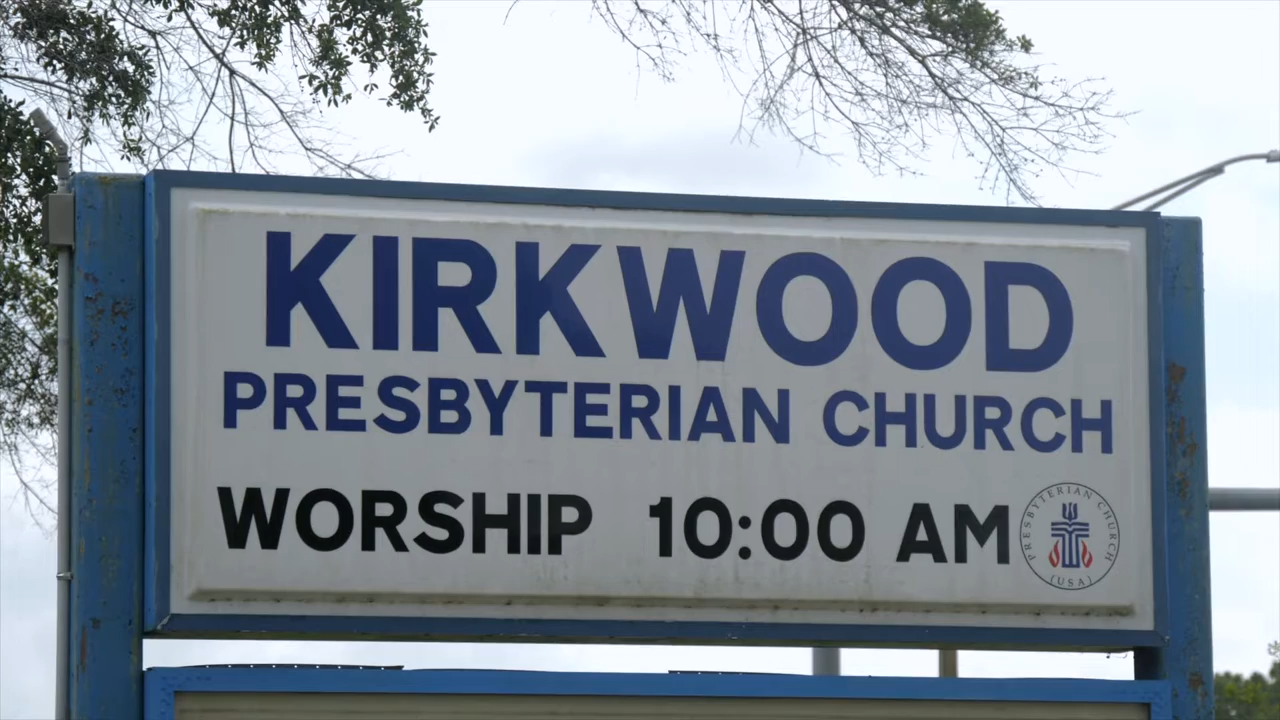 KIRKWOOD
PRESBYTERIAN CHURCH
WORSHIP 10:00 AM
PRESBYTERIAN CHURCH
(USA)